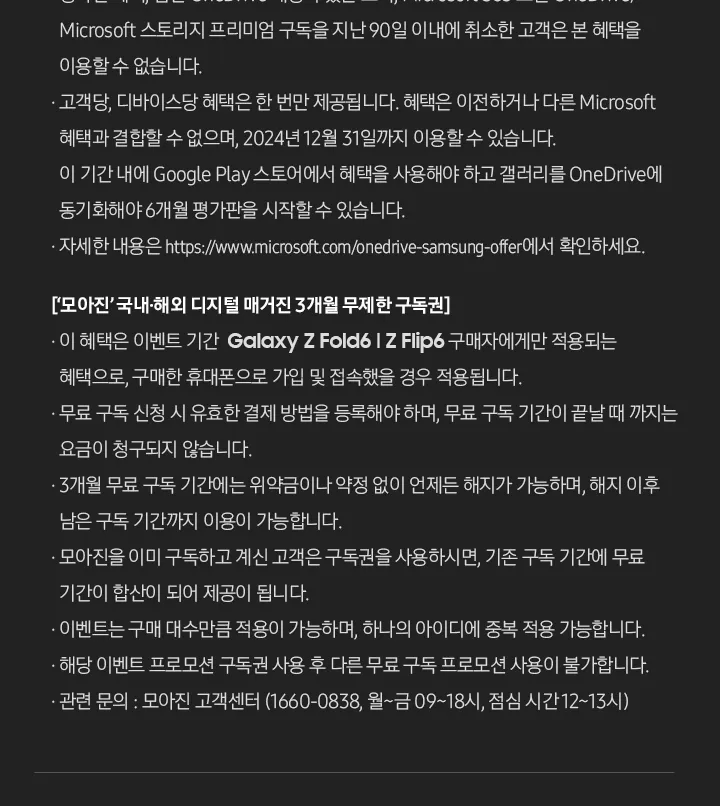 Microsoft 스토리지 프리미엄 구독을 지난 90일 이내에 취소한 고객은 본 혜택을
이용할 수 없습니다.
· 고객당, 디바이스당 혜택은 한 번만 제공됩니다. 혜택은 이전하거나 다른 Microsoft
혜택과 결합할 수 없으며, 2024년 12월 31일까지 이용할 수 있습니다.
이 기간 내에 Google Play 스토어에서 혜택을 사용해야 하고 갤러리를 OneDrive에
동기화해야 6개월 평가판을 시작할 수 있습니다.
· 자세한 내용은 https://www.microsoft.com/onedrive-samsung-offer에서 확인하세요.
['모아진' 국내·해외 디지털 매거진 3개월 무제한 구독권]
· 이 혜택은 이벤트 기간 Galaxy Z Fold6 | Z Flip6 구매자에게만 적용되는
혜택으로, 구매한 휴대폰으로 가입 및 접속했을 경우 적용됩니다.
· 무료 구독 신청 시 유효한 결제 방법을 등록해야 하며, 무료 구독 기간이 끝날 때 까지는
요금이 청구되지 않습니다.
· 3개월 무료 구독 기간에는 위약금이나 약정 없이 언제든 해지가 가능하며, 해지 이후
남은 구독 기간까지 이용이 가능합니다.
· 모아진을 이미 구독하고 계신 고객은 구독권을 사용하시면, 기존 구독 기간에 무료
기간이 합산이 되어 제공이 됩니다.
· 이벤트는 구매 대수만큼 적용이 가능하며, 하나의 아이디에 중복 적용 가능합니다.
· 해당 이벤트 프로모션 구독권 사용 후 다른 무료 구독 프로모션 사용이 불가합니다.
· 관련 문의 : 모아진 고객센터 (1660-0838, 월~금 09~18시, 점심 시간 12~13시)